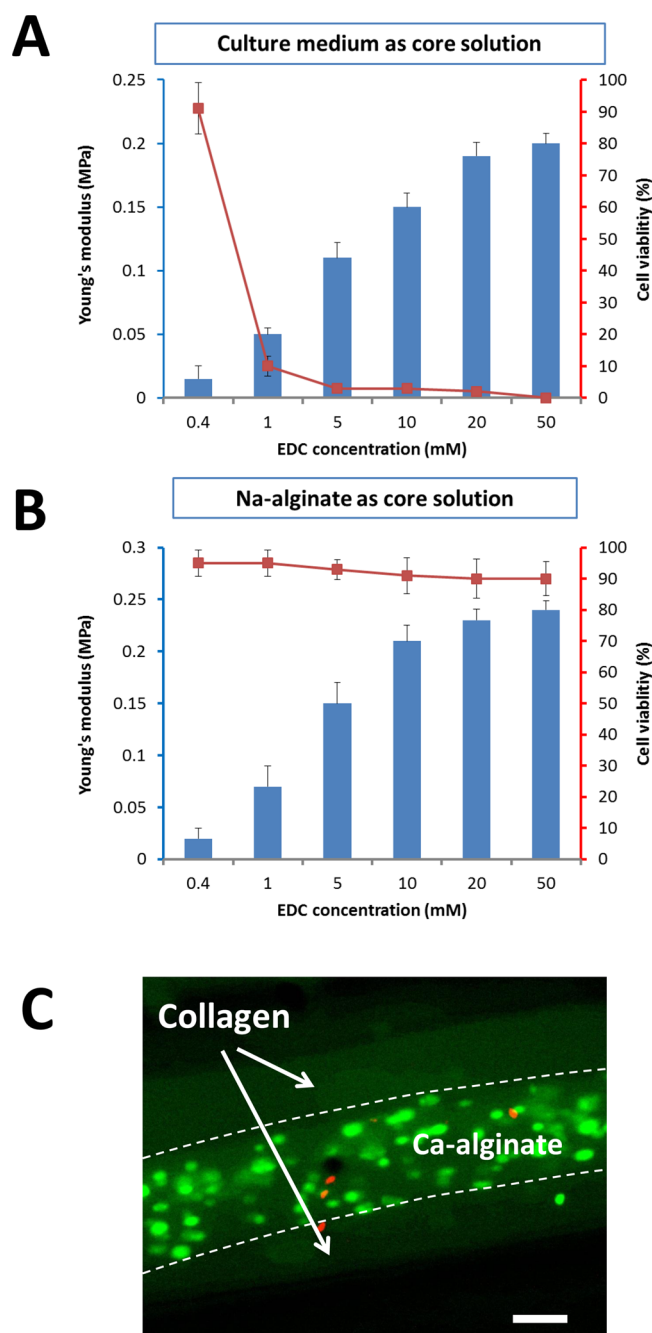 A
Culture medium as core solution
0.25
0.2
0.15
0.1
0.05
0
Young's modulus (MPa)
100
90
80
70
60
50
40
30
20
10
0
Cell viablitiy (%)
0.4 1 5 10 20 50
EDC concentration (mM)
B
Na-alginate as core solution
0.3
0.25
0.2
0.15
0.1
0.05
0
Young's modulus (MPa)
100
90
80
70
60
50
40
30
20
10
0
Cell viablitiy (%)
0.4 1 5 10 20 50
EDC concentration (mM)
C
Collagen
Ca-alginate